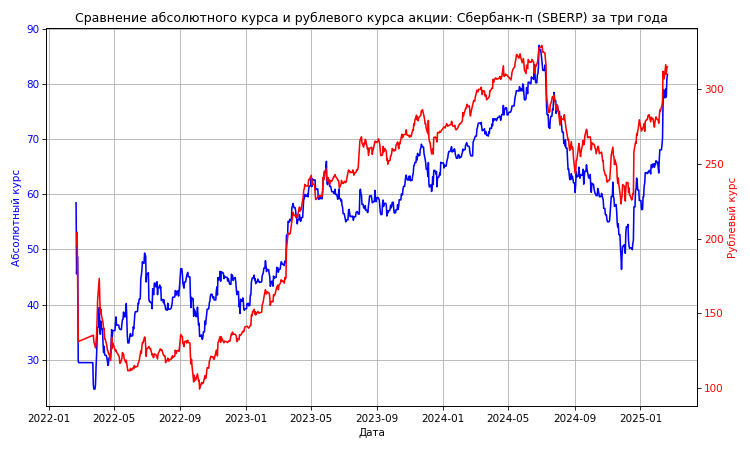 Сравнение абсолютного курса и рублевого курса акции: Сбербанк-п (SBERP) за три года
90
80
70
60
50
40
30
Абсолютный курс
300
250
200
150
100
Рублевый курс
2022-01 2022-05 2022-09 2023-01 2023-05 2023-09 2024-01 2024-05 2024-09 2025-01
Дата